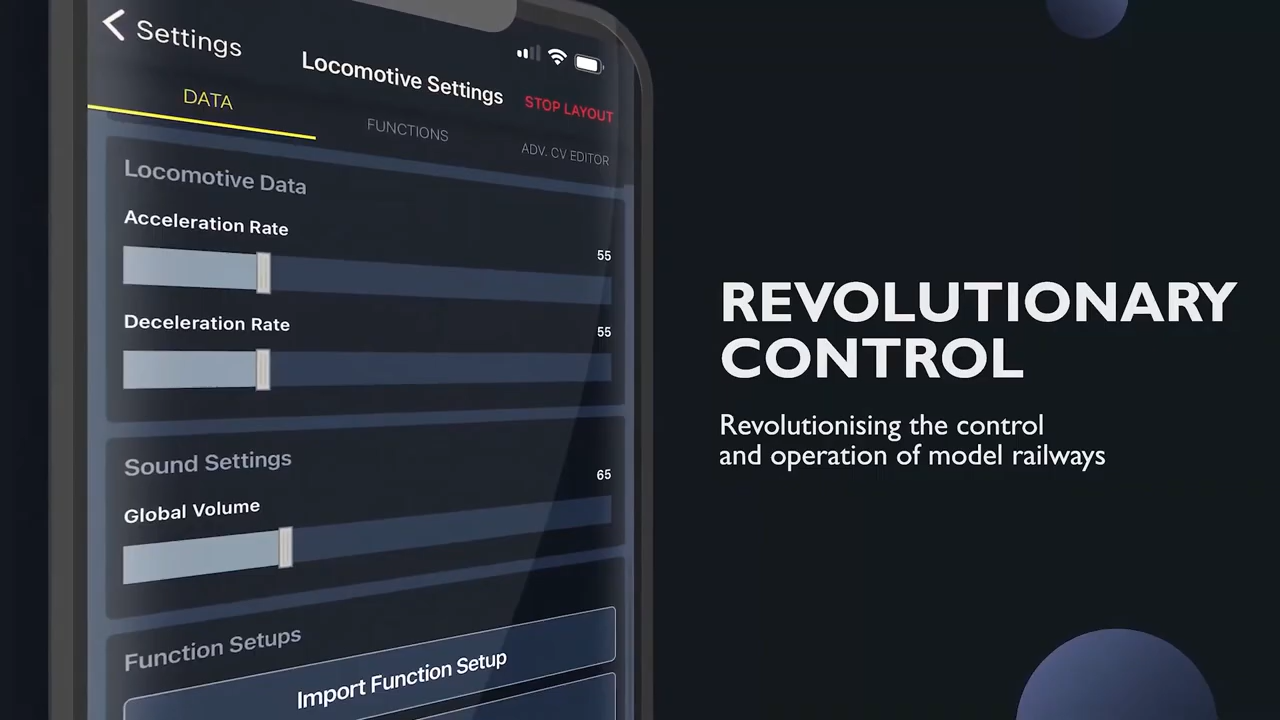 Settings
Locomotive Settings
STOP LAYOUT
DATA
FUNCTIONS
ADV. CV EDITOR
Locomotive Data
Acceleration Rate
55
Deceleration Rate
55
Sound Settings
65
Global Volume
Function Setups
Import Function Setup
REVOLUTIONARY
CONTROL
Revolutionising the control
and operation of model railways